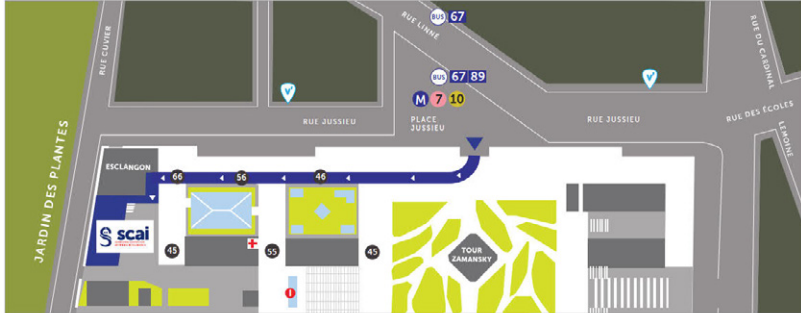 BUS 67
RUE LINNÉ
RUE CUVIER
RUE DU CARDINAL
LEMOINE
BUS 67 89
M 7 10
V'
V'
RUE JUSSIEU
PLACE
JUSSIEU
RUE JUSSIEU
RUE DES ÉCOLES
JARDIN DES PLANTES
ESCLANGON
66
56
46
scai
45
55
45
TOUR
ZAMANSKY
i